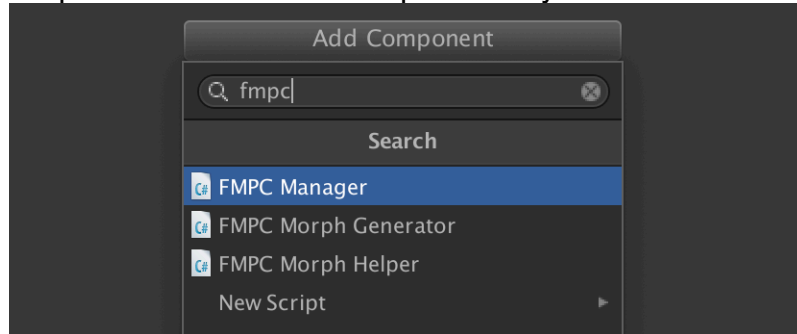 Add Component
fmpc
Search
FMPC Manager
FMPC Morph Generator
FMPC Morph Helper
New Script